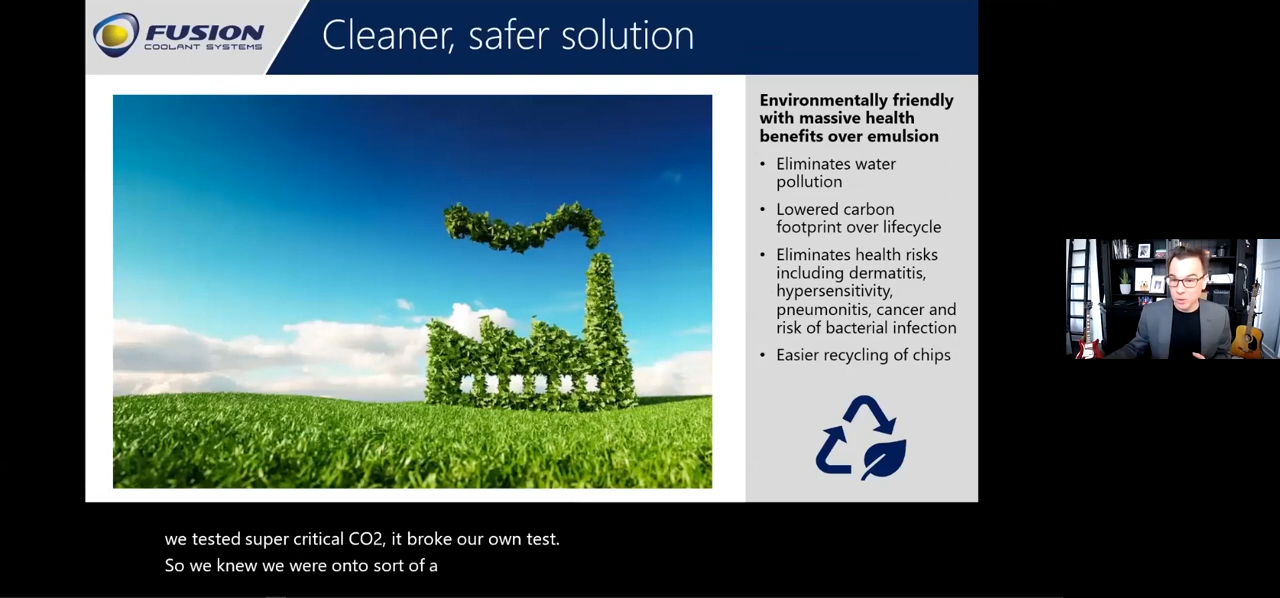 FUSION
COOLANT SYSTEMS
Cleaner, safer solution
Environmentally friendly
with massive health
benefits over emulsion
• Eliminates water
pollution
• Lowered carbon
footprint over lifecycle
• Eliminates health risks
including dermatitis,
hypersensitivity,
pneumonitis, cancer and
risk of bacterial infection
• Easier recycling of chips
we tested super critical CO2, it broke our own test.
So we knew we were onto sort of a